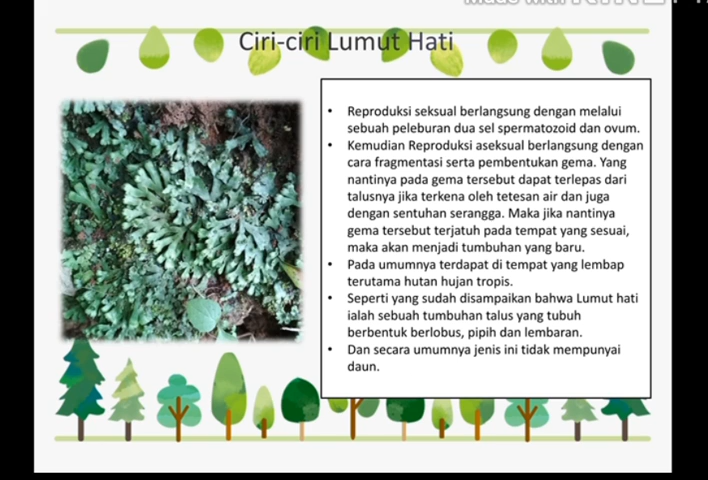 Ciri-ciri Lumut Hati
• Reproduksi seksual berlangsung dengan melalui
sebuah peleburan dua sel spermatozoid dan ovum.
• Kemudian Reproduksi aseksual berlangsung dengan
cara fragmentasi serta pembentukan gema. Yang
nantinya pada gema tersebut dapat terlepas dari
talusnya jika terkena oleh tetesan air dan juga
dengan sentuhan serangga. Maka jika nantinya
gema tersebut terjatuh pada tempat yang sesuai,
maka akan menjadi tumbuhan yang baru.
• Pada umumnya terdapat di tempat yang lembap
terutama hutan hujan tropis.
• Seperti yang sudah disampaikan bahwa Lumut hati
ialah sebuah tumbuhan talus yang tubuh
berbentuk berlobus, pipih dan lembaran.
• Dan secara umumnya jenis ini tidak mempunyai
daun.